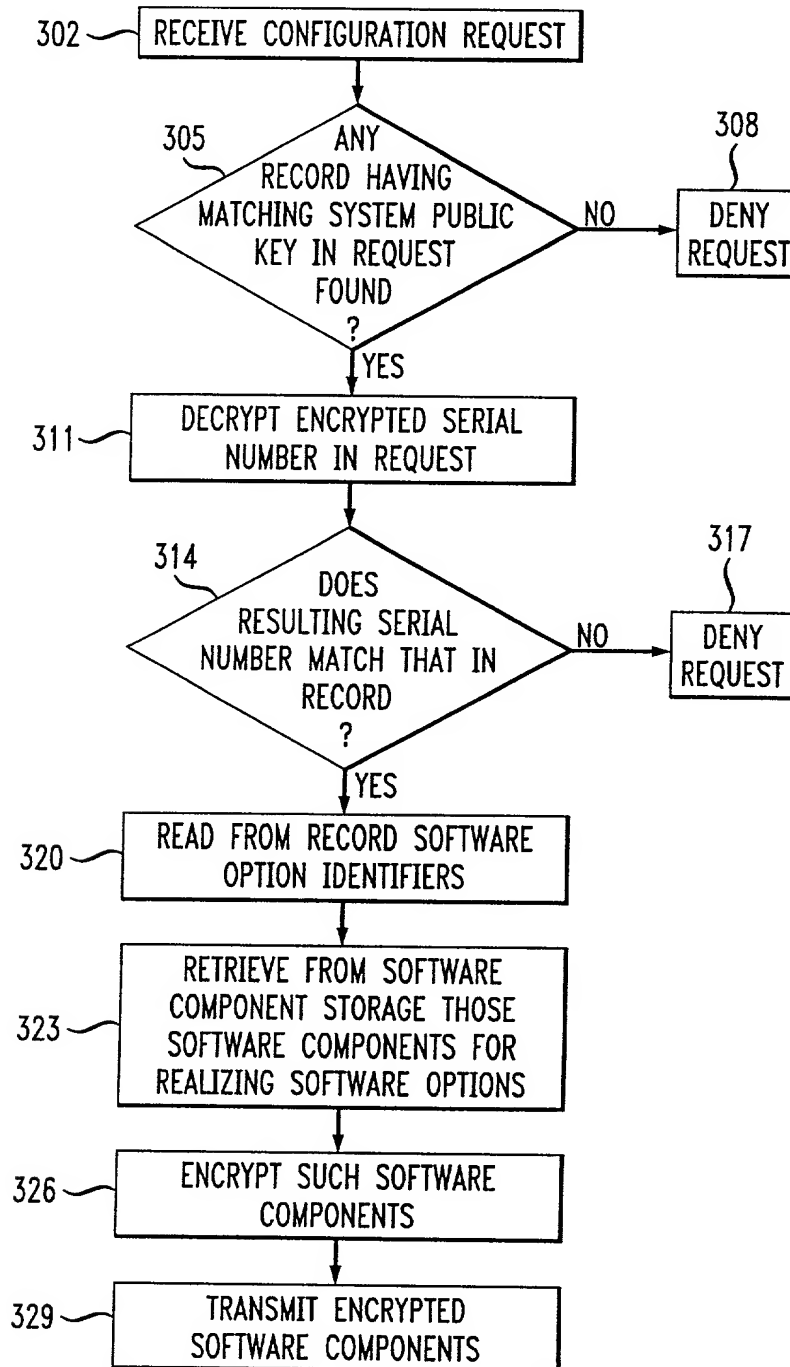 302
RECEIVE CONFIGURATION REQUEST
305
ANY
RECORD HAVING
MATCHING SYSTEM PUBLIC
KEY IN REQUEST
FOUND
?
NO
308
DENY
REQUEST
YES
311
DECRYPT ENCRYPTED SERIAL
NUMBER IN REQUEST
314
DOES
RESULTING SERIAL
NUMBER MATCH THAT IN
RECORD
?
NO
317
DENY
REQUEST
YES
320
READ FROM RECORD SOFTWARE
OPTION IDENTIFIERS
323
RETRIEVE FROM SOFTWARE
COMPONENT STORAGE THOSE
SOFTWARE COMPONENTS FOR
REALIZING SOFTWARE OPTIONS
326
ENCRYPT SUCH SOFTWARE
COMPONENTS
329
TRANSMIT ENCRYPTED
SOFTWARE COMPONENTS